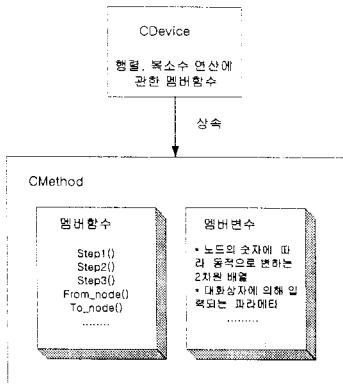 CDevice
행렬, 복소수 연산에
관한 멤버함수
상속
CMethod
멤버함수
Step1()
Step2()
Step3()
From_node()
To_node()
........
멤버변수
* 노드의 숫자에 따
라 동적으로 변하는
2차원 배열
* 대화상자에 의해 입
력되는 파라메타
.........